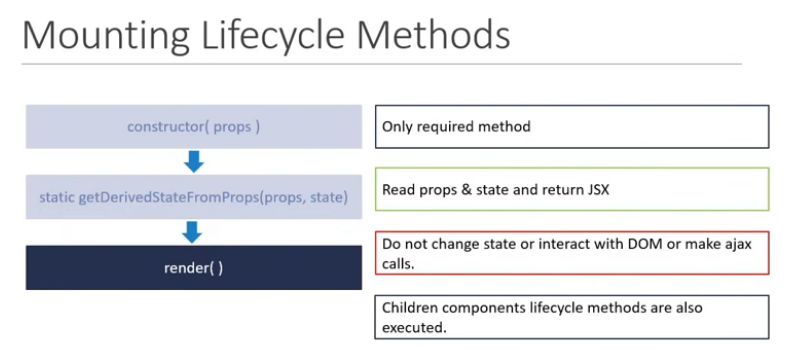 Mounting Lifecycle Methods
constructor( props )
static getDerivedStateFromProps(props, state)
render( )
Only required method
Read props & state and return JSX
Do not change state or interact with DOM or make ajax
calls.
Children components lifecycle methods are also
executed.